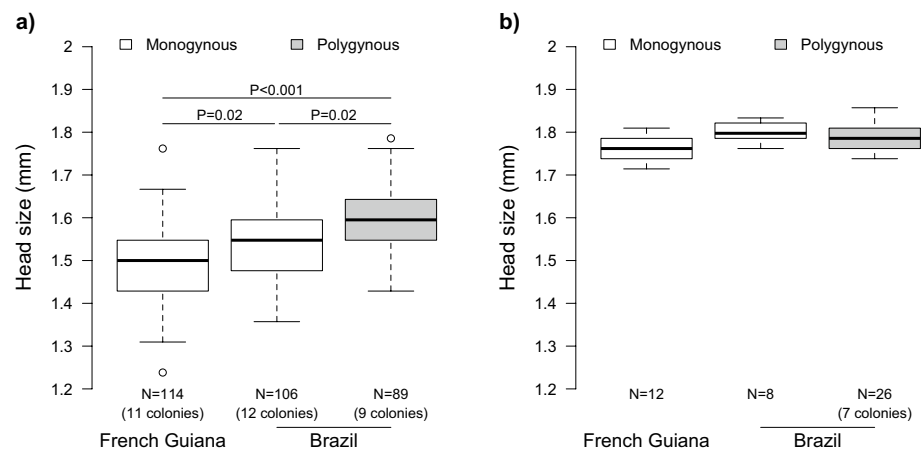 a)
Monogynous
Polygynous
2
1.9
1.8
1.7
1.6
1.5
1.4
1.3
1.2
Head size (mm)
P<0.001
P=0.02
P=0.02
N=114
(11 colonies)
N=106
(12 colonies)
N=89
(9 colonies)
French Guiana
Brazil
b)
Monogynous
Polygynous
2
1.9
1.8
1.7
1.6
1.5
1.4
1.3
1.2
Head size (mm)
N=12
N=8
N=26
(7 colonies)
French Guiana
Brazil